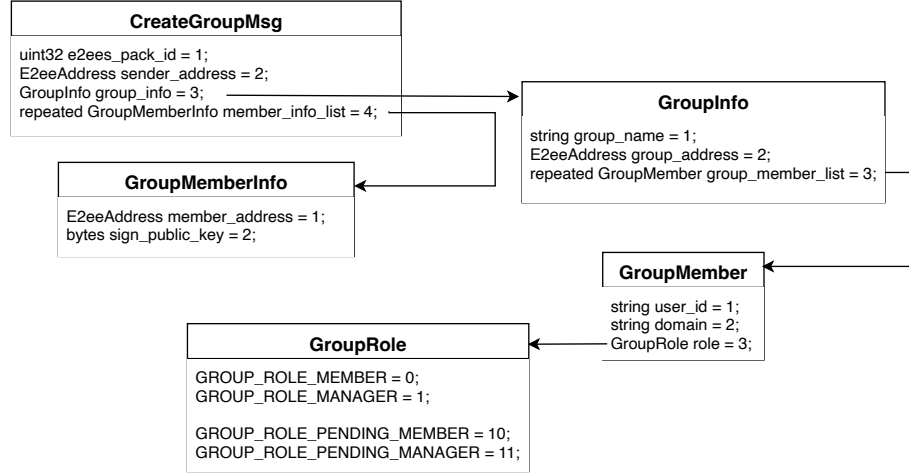 CreateGroupMsg
uint32 e2ees_pack_id = 1;
E2eeAddress sender_address = 2;
GroupInfo group_info = 3;
repeated GroupMemberInfo member_info_list = 4;
GroupInfo
string group_name = 1;
E2eeAddress group_address = 2;
repeated GroupMember group_member_list = 3;
GroupMemberInfo
E2eeAddress member_address = 1;
bytes sign_public_key = 2;
GroupMember
string user_id = 1;
string domain = 2;
GroupRole role = 3;
GroupRole
GROUP_ROLE_MEMBER = 0;
GROUP_ROLE_MANAGER = 1;
GROUP_ROLE_PENDING_MEMBER = 10;
GROUP_ROLE_PENDING_MANAGER = 11;